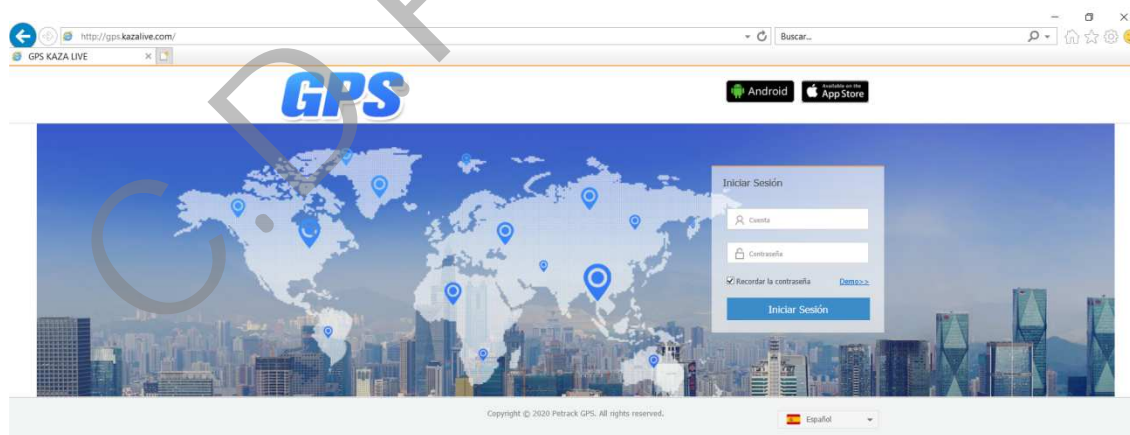 http://gps.kazalive.com/
Buscar...
GPS KAZA LIVE
GPS
Android
Available on the
App Store
Iniciar Sesión
Cuenta
Contraseña
Recordar la contraseña
Demo>>
Iniciar Sesión
Copyright © 2020 Petrack GPS. All rights reserved.
Español